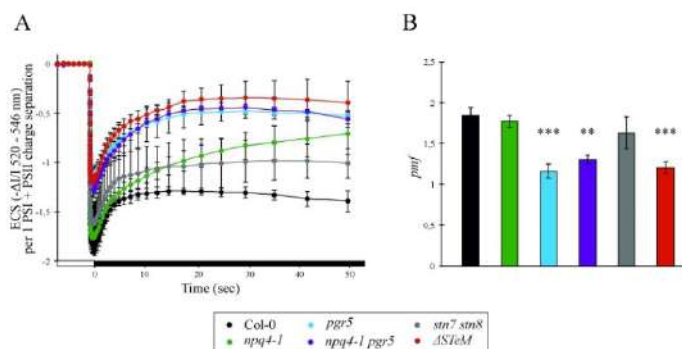 A
B
ECS (-ΔI/I 520 - 546 nm)
per 1 PSI + PSII charge separation
0
-0,5
-1
-1,5
-2
0
10
20
30
40
50
Time (sec)
pmf
2,5
2
1,5
1
0,5
0
***
**
***
Col-0
pgr5
stn7 stn8
npq4-1
npq4-1 pgr5
ΔSTeM